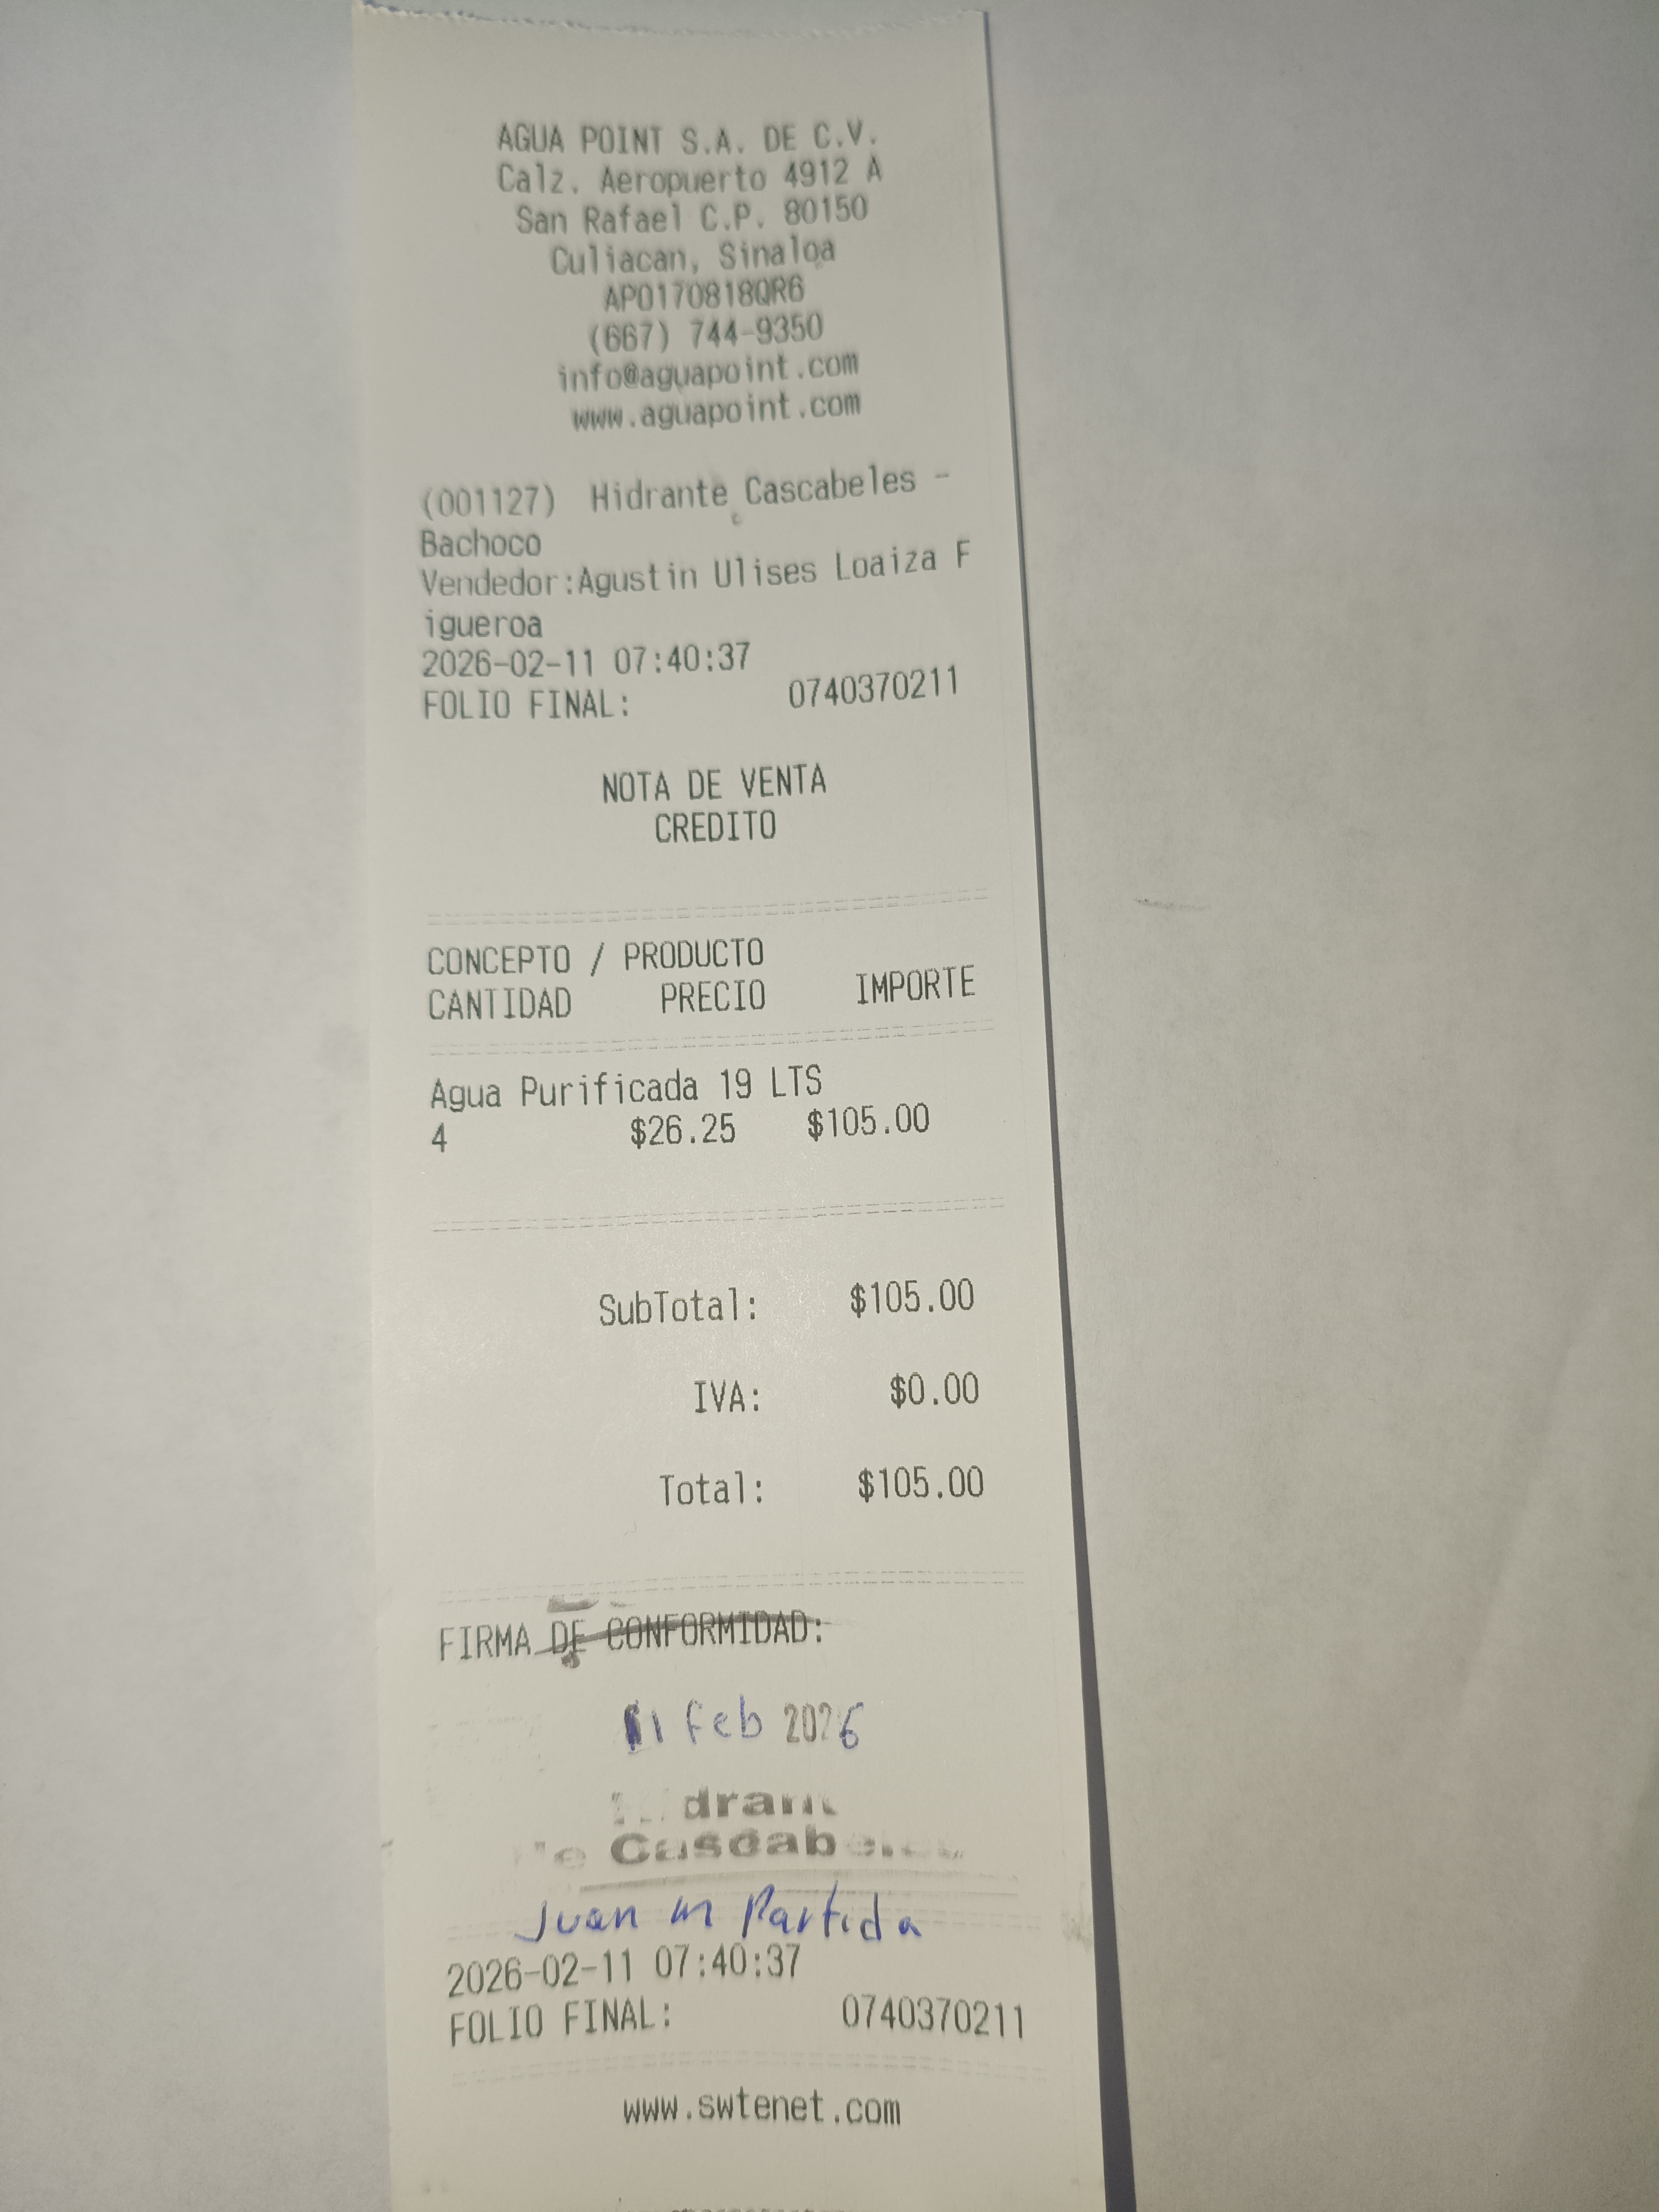 AGUA POINT S.A. DE C.V.
Calz. Aeropuerto 4912 A
San Rafael C.P. 80150
Culiacan, Sinaloa
APO170818QR6
(667) 744-9350
info@aguapoint.com
www.aguapoint.com
(001127) Hidrante Cascabeles -
Bachoco
Vendedor:Agustin Ulises Loaiza F
igueroa
2026-02-11 07:40:37
FOLIO FINAL: 0740370211
NOTA DE VENTA
CREDITO
CONCEPTO / PRODUCTO
CANTIDAD PRECIO IMPORTE
Agua Purificada 19 LTS
4 $26.25 $105.00
SubTotal: $105.00
IVA: $0.00
Total: $105.00
FIRMA DE CONFORMIDAD:
11 Feb 2026
Juan M Partida
2026-02-11 07:40:37
FOLIO FINAL: 0740370211
www.swtenet.com